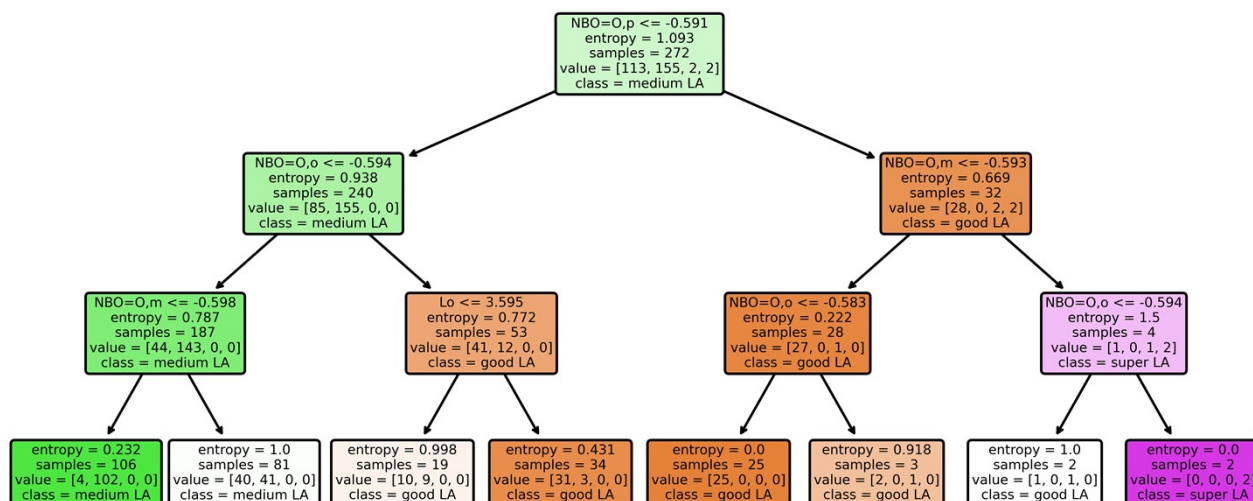 NBO=O,p <= -0.591
entropy = 1.093
samples = 272
value = [113, 155, 2, 2]
class = medium LA
NBO=O,o <= -0.594
entropy = 0.938
samples = 240
value = [85, 155, 0, 0]
class = medium LA
NBO=O,m <= -0.593
entropy = 0.669
samples = 32
value = [28, 0, 2, 2]
class = good LA
NBO=O,m <= -0.598
entropy = 0.787
samples = 187
value = [44, 143, 0, 0]
class = medium LA
Lo <= 3.595
entropy = 0.772
samples = 53
value = [41, 12, 0, 0]
class = good LA
NBO=O,o <= -0.583
entropy = 0.222
samples = 28
value = [27, 0, 1, 0]
class = good LA
NBO=O,o <= -0.594
entropy = 1.5
samples = 4
value = [1, 0, 1, 2]
class = super LA
entropy = 0.232
samples = 106
value = [4, 102, 0, 0]
class = medium LA
entropy = 1.0
samples = 81
value = [40, 41, 0, 0]
class = medium LA
entropy = 0.998
samples = 19
value = [10, 9, 0, 0]
class = good LA
entropy = 0.431
samples = 34
value = [31, 3, 0, 0]
class = good LA
entropy = 0.0
samples = 25
value = [25, 0, 0, 0]
class = good LA
entropy = 0.918
samples = 3
value = [2, 0, 1, 0]
class = good LA
entropy = 1.0
samples = 2
value = [1, 0, 1, 0]
class = good LA
entropy = 0.0
samples = 2
value = [0, 0, 0, 2]
class = super LA